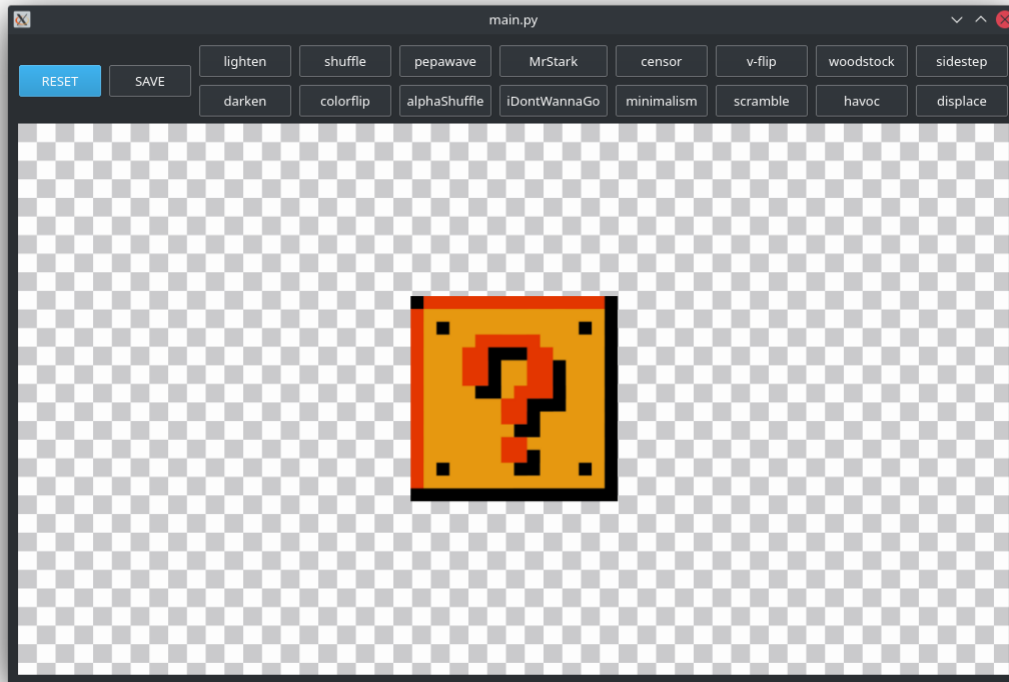 main.py
RESET SAVE
lighten shuffle pepawave MrStark censor v-flip woodstock sidestep
darken colorflip alphaShuffle iDontWannaGo minimalism scramble havoc displace
?